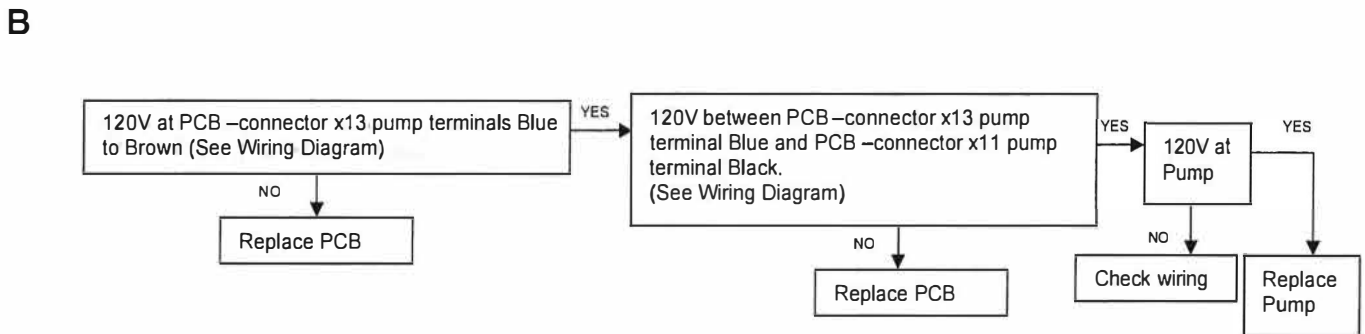 B
120V at PCB –connector x13 pump terminals Blue
to Brown (See Wiring Diagram)
YES
120V between PCB –connector x13 pump
terminal Blue and PCB –connector x11 pump
terminal Black.
(See Wiring Diagram)
YES
120V at
Pump
YES
NO
Replace PCB
NO
Replace PCB
NO
Check wiring
Replace
Pump